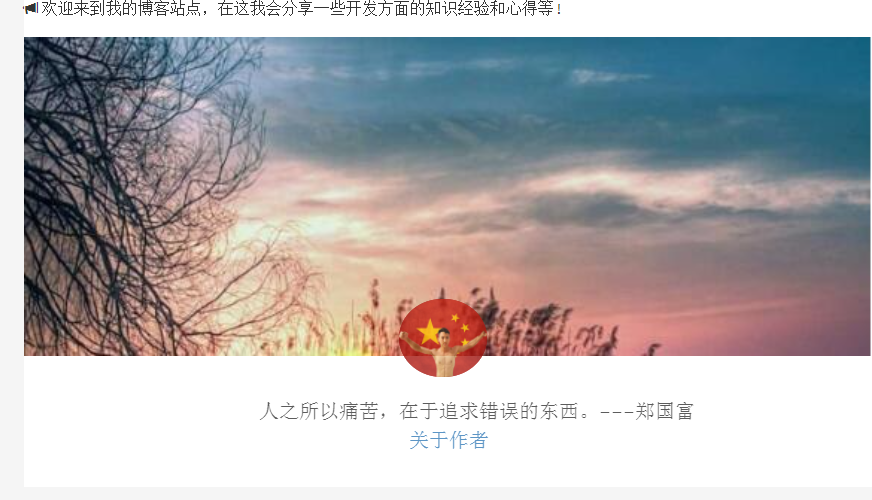 欢迎来到我的博客站点，在这我会分享一些开发方面的知识经验和心得等！
人之所以痛苦，在于追求错误的东西。---郑国富
关于作者